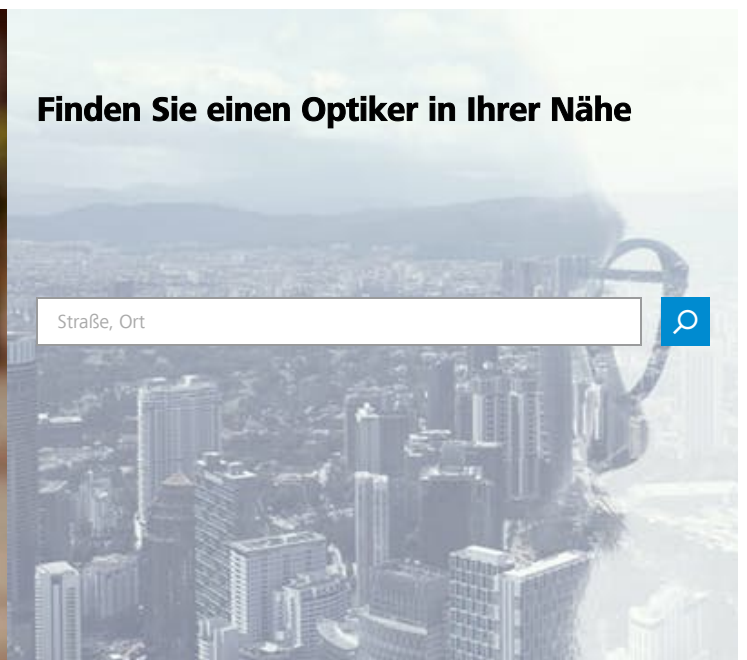 Finden Sie einen Optiker in Ihrer Nähe
Straße, Ort